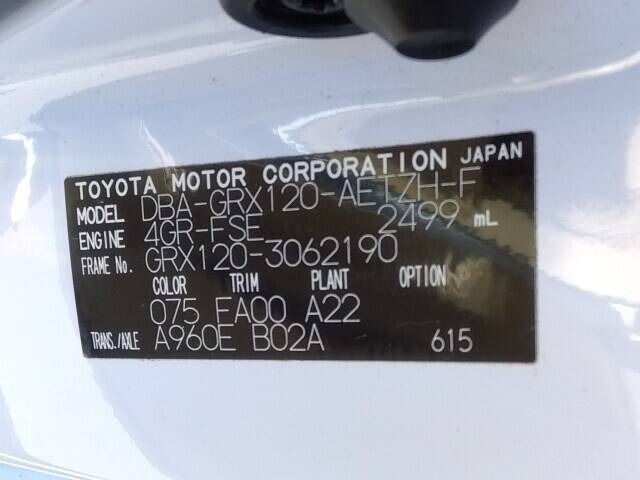 TOYOTA MOTOR CORPORATION JAPAN
MODEL DBA-GRX120-AETZH-F
ENGINE 4GR-FSE 2499 mL
FRAME No. GRX120-3062190
COLOR TRIM PLANT OPTION
075 FA00 A22
TRANS./AXLE A960E B02A 615